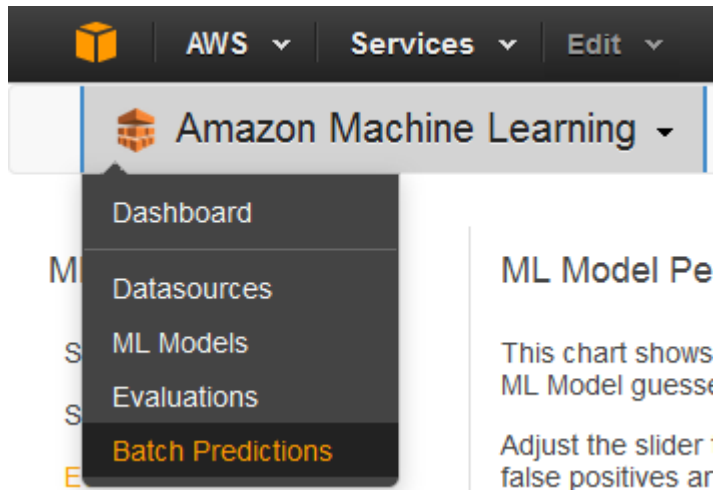 AWS Services Edit
Amazon Machine Learning
Dashboard
Datasources
ML Models
Evaluations
Batch Predictions
ML Model Pe
This chart shows
ML Model guesse
Adjust the slider
false positives an